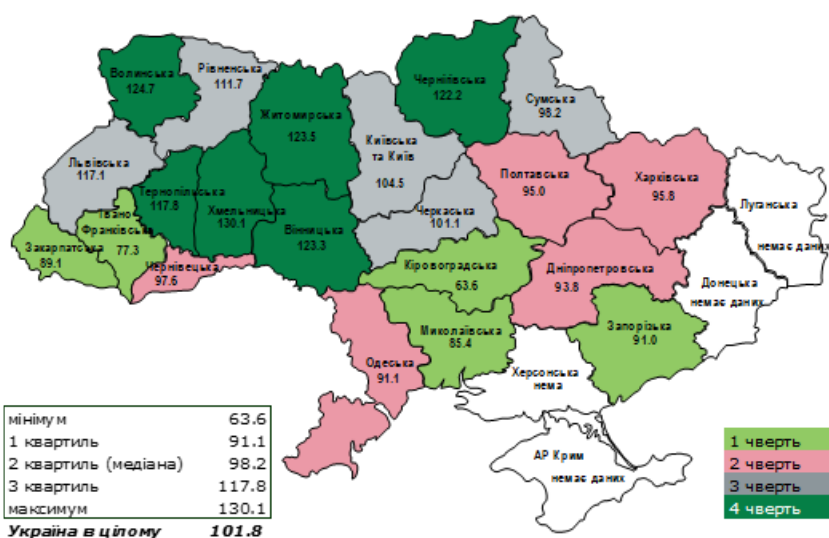 Волинська
124.7
Рівненська
111.7
Житомирська
123.5
Чернігівська
122.2
Сумська
98.2
Київська
та Київ
104.5
Львівська
117.1
Тернопільська
117.8
Хмельницька
130.1
Вінницька
123.3
Черкаська
101.1
Полтавська
95.0
Харківська
95.8
Луганська
немає даних
Івано
Франківська
77.3
Закарпатська
89.1
Чернівецька
97.6
Кіровоградська
63.6
Дніпропетровська
93.8
Донецька
немає даних
Миколаївська
85.4
Запорізька
91.0
Одеська
91.1
Херсонська
нема
АР Крим
немає даних
мінімум 63.6
1 квартиль 91.1
2 квартиль (медіана) 98.2
3 квартиль 117.8
максимум 130.1
Україна в цілому 101.8
1 чверть
2 чверть
3 чверть
4 чверть